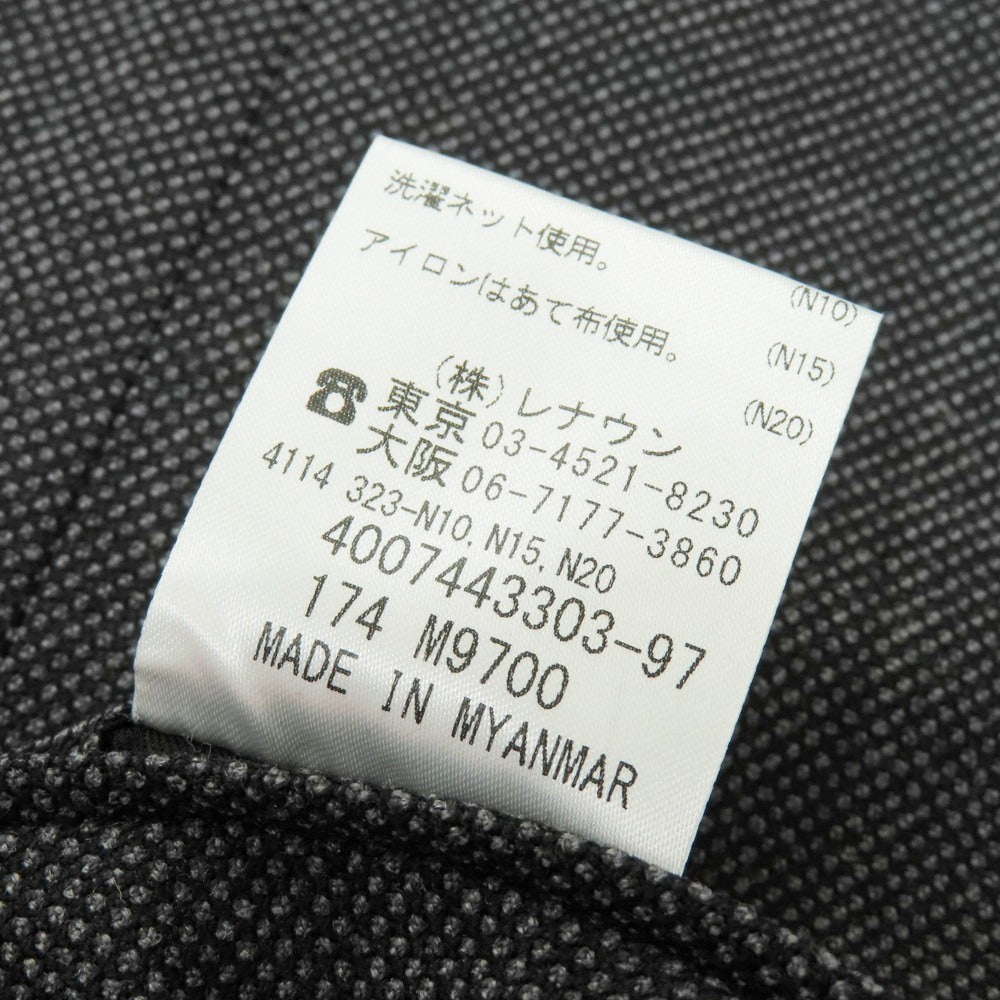 洗濯ネット使用。 (N10)
アイロンはあて布使用。 (N15)
(N20)
(株)レナウン
☎ 東京 03-4521-8230
大阪 06-7177-3860
4114 323-N10, N15, N20
4007443303-97
174 M9700
MADE IN MYANMAR